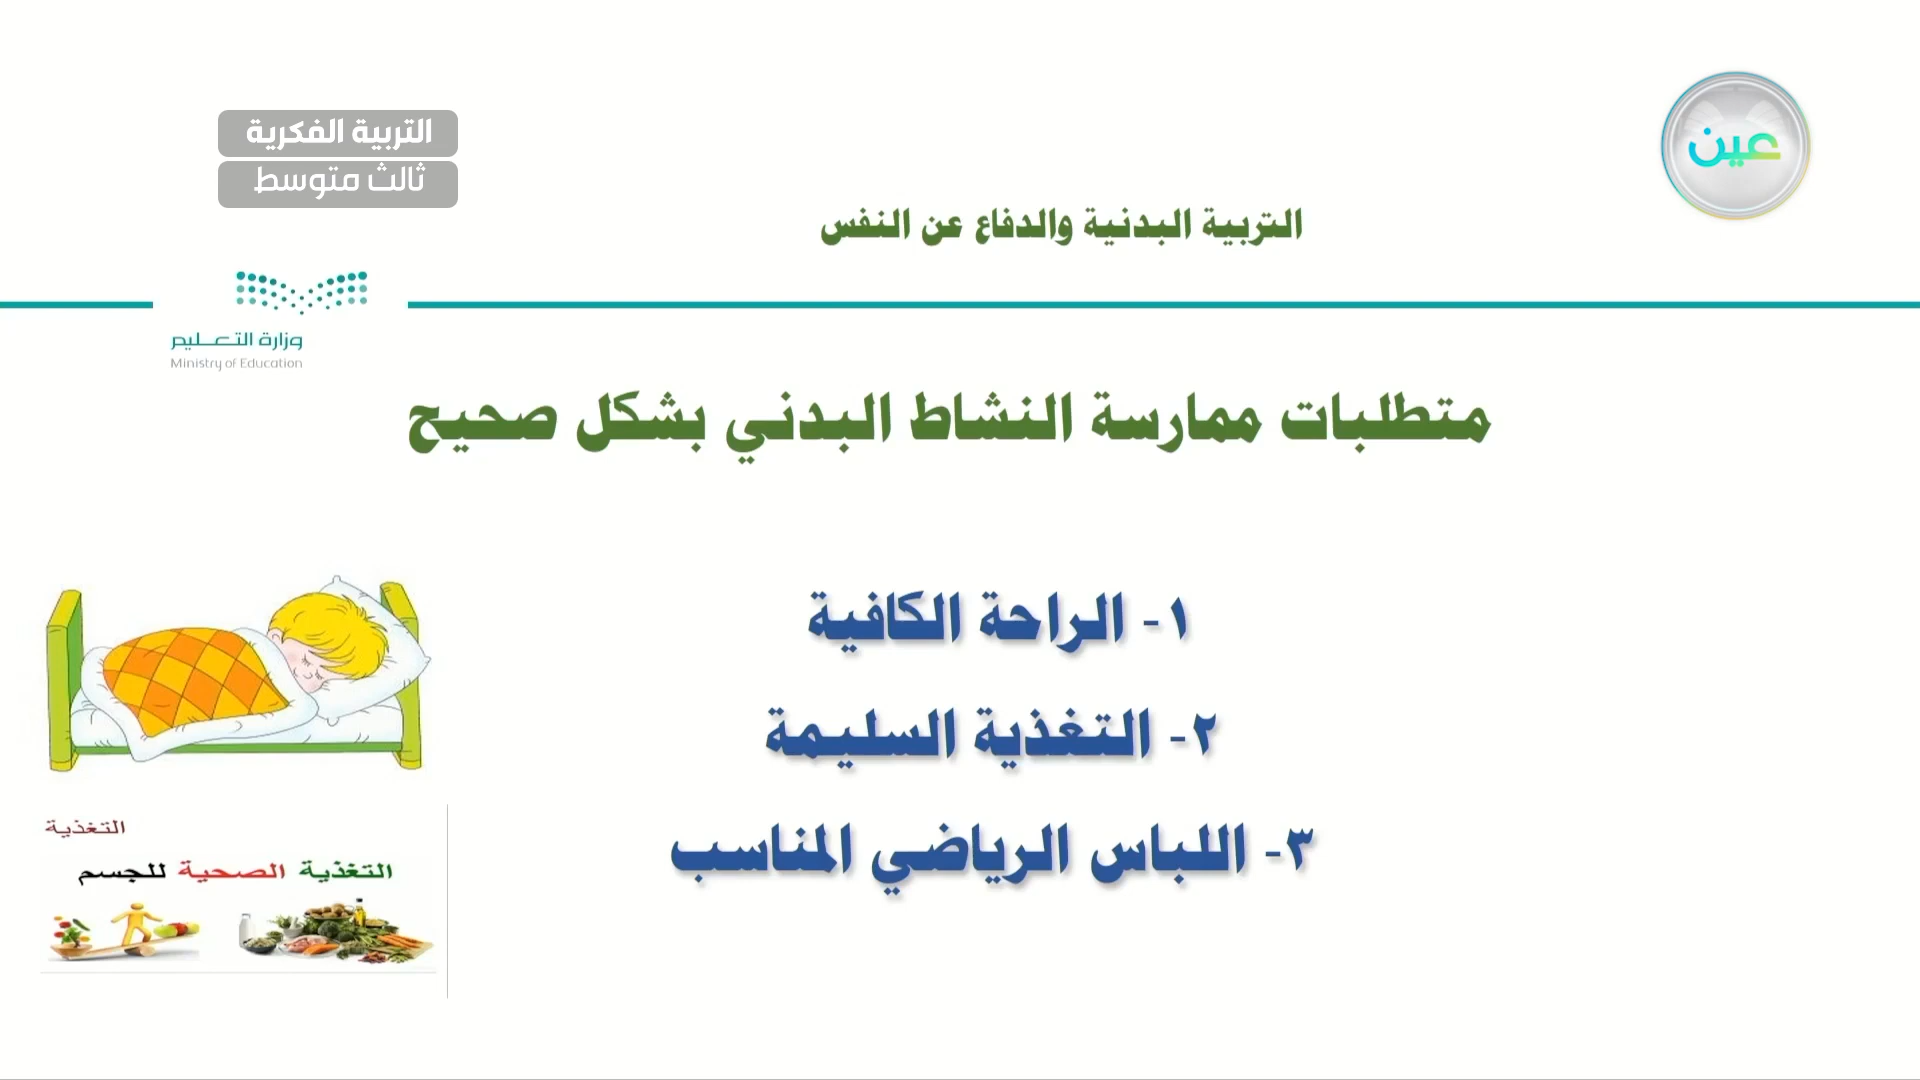 التربية الفكرية
ثالث متوسط
عين
التربية البدنية والدفاع عن النفس
وزارة التعليم
Ministry of Education
متطلبات ممارسة النشاط البدني بشكل صحيح
١- الراحة الكافية
٢- التغذية السليمة
٣- اللباس الرياضي المناسب
التغذية
التغذية الصحية للجسم